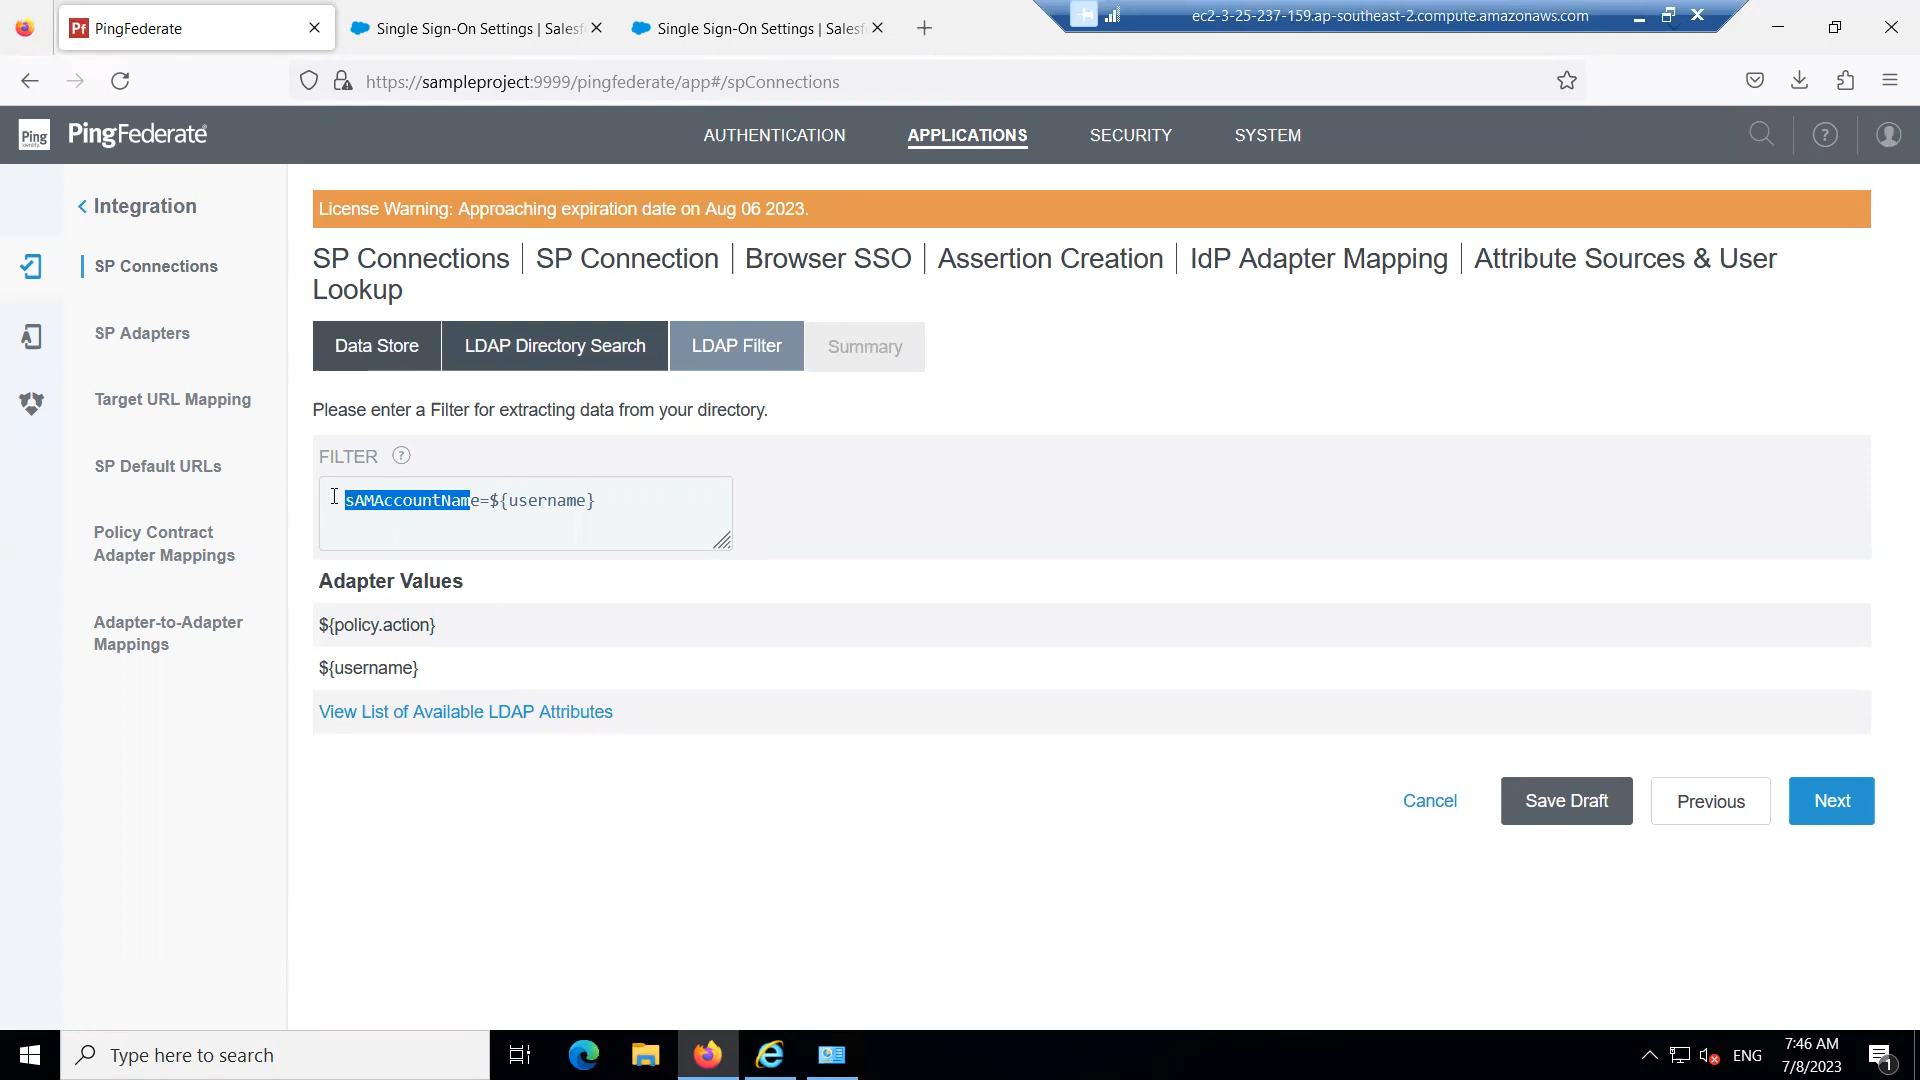 PingFederate
Single Sign-On Settings | Salesf
Single Sign-On Settings | Salesf
ec2-3-25-237-159.ap-southeast-2.compute.amazonaws.com
https://sampleproject:9999/pingfederate/app#/spConnections
Ping
Identity
PingFederate
AUTHENTICATION
APPLICATIONS
SECURITY
SYSTEM
Integration
SP Connections
SP Adapters
Target URL Mapping
SP Default URLs
Policy Contract
Adapter Mappings
Adapter-to-Adapter
Mappings
License Warning: Approaching expiration date on Aug 06 2023.
SP Connections | SP Connection | Browser SSO | Assertion Creation | IdP Adapter Mapping | Attribute Sources & User
Lookup
Data Store
LDAP Directory Search
LDAP Filter
Summary
Please enter a Filter for extracting data from your directory.
FILTER
sAMAccountName=${username}
Adapter Values
${policy.action}
${username}
View List of Available LDAP Attributes
Cancel
Save Draft
Previous
Next
Type here to search
ENG
7:46 AM
7/8/2023
1